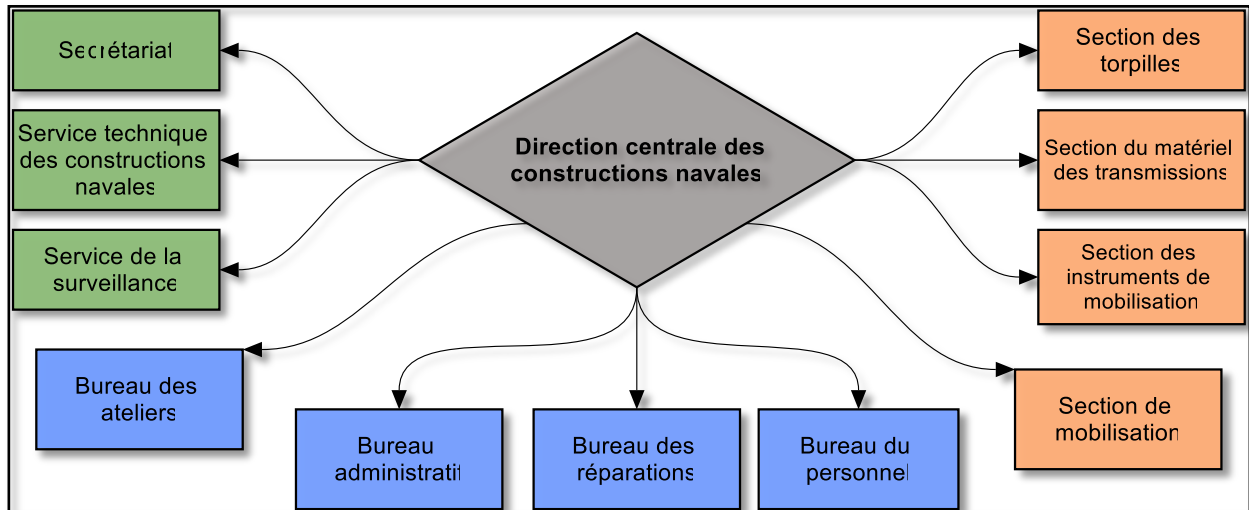 Secrétariat
Service technique
des constructions
navales
Service de la
surveillance
Direction centrale des
constructions navales
Section des
torpilles
Section du matériel
des transmissions
Section des
instruments de
mobilisation
Bureau des
ateliers
Bureau
administratif
Bureau des
réparations
Bureau du
personnel
Section de
mobilisation